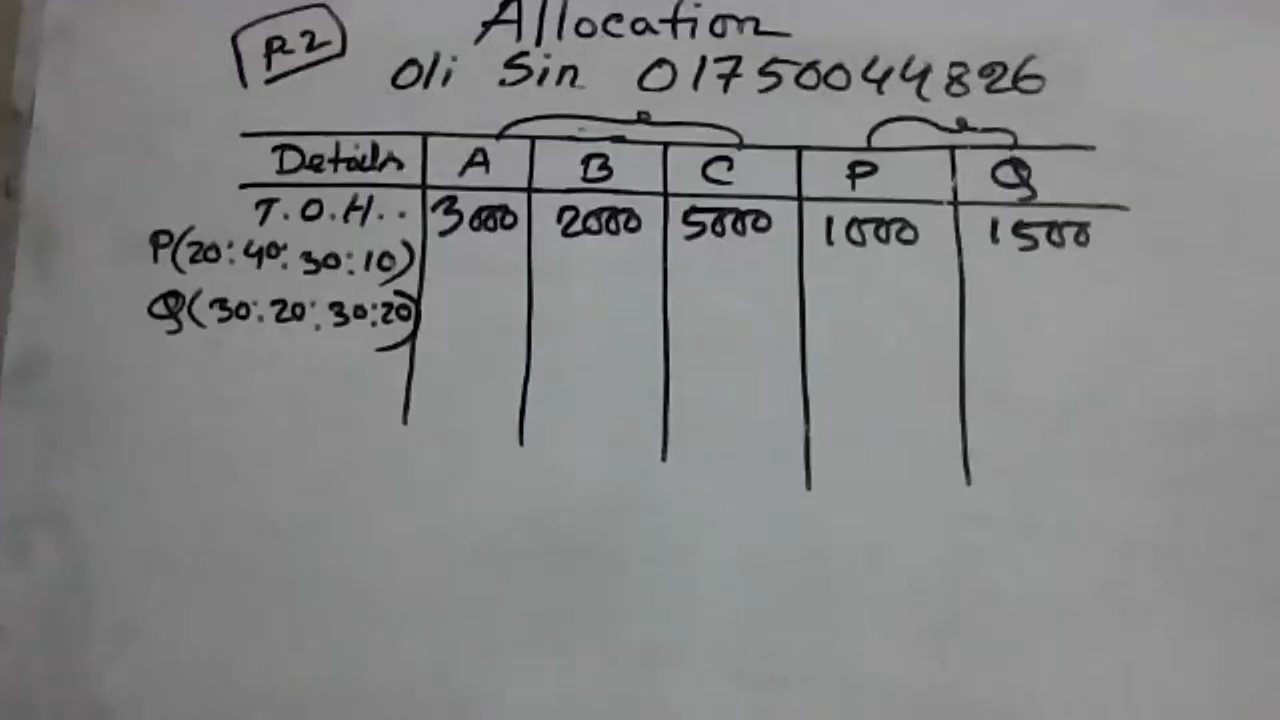 R2
Allocation
Oli Sin 01750044826
Details A B C P Q
T.O.H.. 3000 2000 5000 1000 1500
P(20:40:30:10)
Q(30:20:30:20)